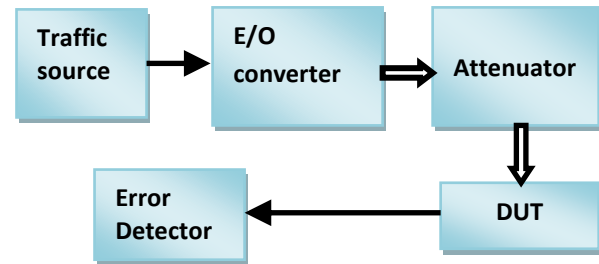 Traffic
source
E/O
converter
Attenuator
DUT
Error
Detector